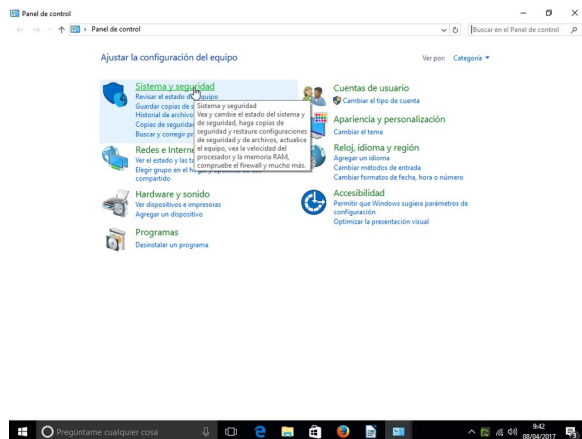 Panel de control
Panel de control
Buscar en el Panel de control
Ajustar la configuración del equipo
Ver por: Categoría
Sistema y seguridad
Revisar el estado del equipo
Guardar copias de s
Historial de archivo
Copias de seguridad
Buscar y corregir pr
Sistema y seguridad
Vea y cambie el estado del sistema y
de seguridad, haga copias de
seguridad y restaure configuraciones
de seguridad y de archivos, actualice
el equipo, vea la velocidad del
procesador y la memoria RAM,
compruebe el firewall y mucho más.
Redes e Interne
Ver el estado y las ta
Elegir grupo en el
compartido
Hardware y sonido
Ver dispositivos e impresoras
Agregar un dispositivo
Programas
Desinstalar un programa
Cuentas de usuario
Cambiar el tipo de cuenta
Apariencia y personalización
Cambiar el tema
Reloj, idioma y región
Agregar un idioma
Cambiar métodos de entrada
Cambiar formatos de fecha, hora o número
Accesibilidad
Permitir que Windows sugiera parámetros de
configuración
Optimizar la presentación visual
Pregúntame cualquier cosa
9:42
08/04/2017